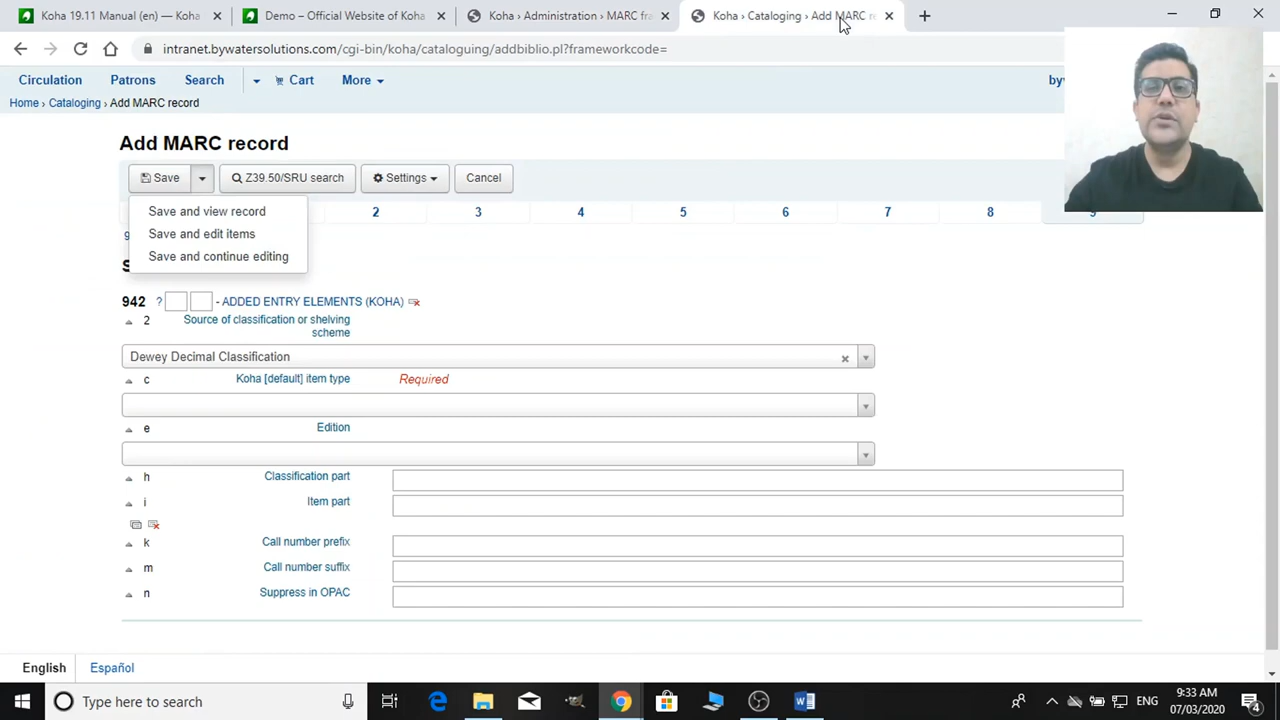 Koha 19.11 Manual (en) — Koha
Demo – Official Website of Koha
Koha › Administration › MARC fra
Koha › Cataloging › Add MARC re
intranet.bywatersolutions.com/cgi-bin/koha/cataloguing/addbiblio.pl?frameworkcode=
Circulation Patrons Search Cart More
Home › Cataloging › Add MARC record
Add MARC record
Save Z39.50/SRU search Settings Cancel
Save and view record
2 3 4 5 6 7 8
Save and edit items
Save and continue editing
942 ? - ADDED ENTRY ELEMENTS (KOHA)
2 Source of classification or shelving
scheme
Dewey Decimal Classification
c Koha [default] item type Required
e Edition
h Classification part
i Item part
k Call number prefix
m Call number suffix
n Suppress in OPAC
English Español
Type here to search
ENG
9:33 AM
07/03/2020
4